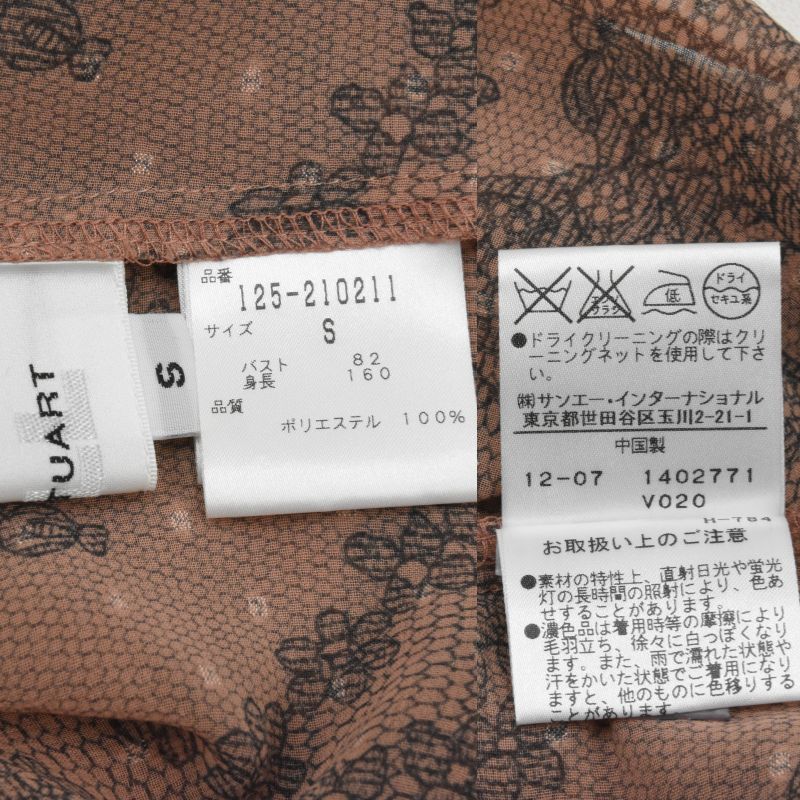 TUART
S
品番
125-210211
サイズ
S
バスト 82
身長 160
品質
ポリエステル 100%
低
ドライ
セキユ系
●ドライクリーニングの際はクリ
ーニングネットを使用して下さ
い。
㈱サンエー・インターナショナル
東京都世田谷区玉川2-21-1
中国製
12-07 1402771
V020
H-784
お取扱い上のご注意
●素材の特性上、直射日光や蛍光
灯の長時間の照射により、色あ
せすることがあります。
●濃色品は着用時等の摩擦により
毛羽立ち、徐々に白っぽくなり
ます。また、雨で濡れた状態や
汗をかいた状態でご着用になり
ますと、他のものに色移りする
ことがあります。